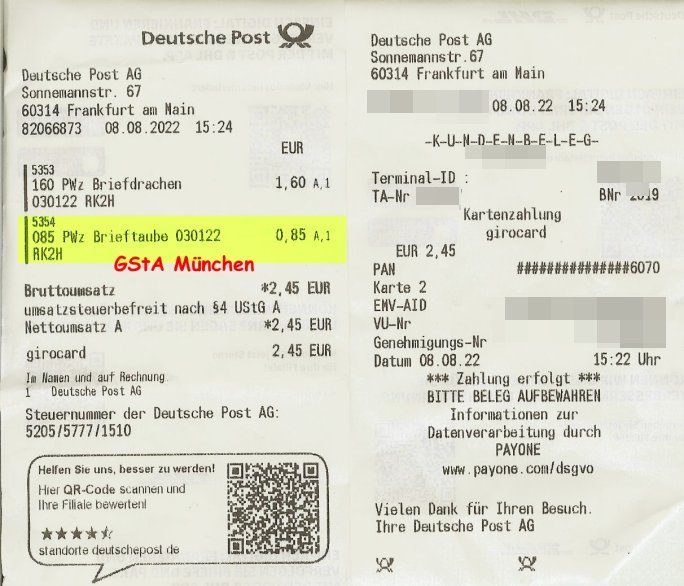 Deutsche Post
Deutsche Post AG
Sonnemannstr. 67
60314 Frankfurt am Main
82066873 08.08.2022 15:24
EUR
5353
160 PWz Briefdrachen 1,60 A,1
030122 RK2H
5354
085 PWz Brieftaube 030122 0,85 A,1
RK2H
GStA München
Bruttoumsatz *2,45 EUR
umsatzsteuerbefreit nach §4 UStG A
Nettoumsatz A *2,45 EUR
girocard 2,45 EUR
Im Namen und auf Rechnung
1 Deutsche Post AG
Steuernummer der Deutsche Post AG:
5205/5777/1510
Helfen Sie uns, besser zu werden!
Hier QR-Code scannen und
Ihre Filiale bewerten!
standorte deutschepost de
Deutsche Post AG
Sonnemannstr.67
60314 Frankfurt am Main
08.08.22 15:24
-K-U-N-D-E-N-B-E-L-E-G-
Terminal-ID :
TA-Nr BNr 2019
Kartenzahlung
girocard
EUR 2,45
PAN ###############6070
Karte 2
EMV-AID
VU-Nr
Genehmigungs-Nr
Datum 08.08.22 15:22 Uhr
*** Zahlung erfolgt ***
BITTE BELEG AUFBEWAHREN
Informationen zur
Datenverarbeitung durch
PAYONE
www.payone.com/dsgvo
Vielen Dank für Ihren Besuch.
Ihre Deutsche Post AG